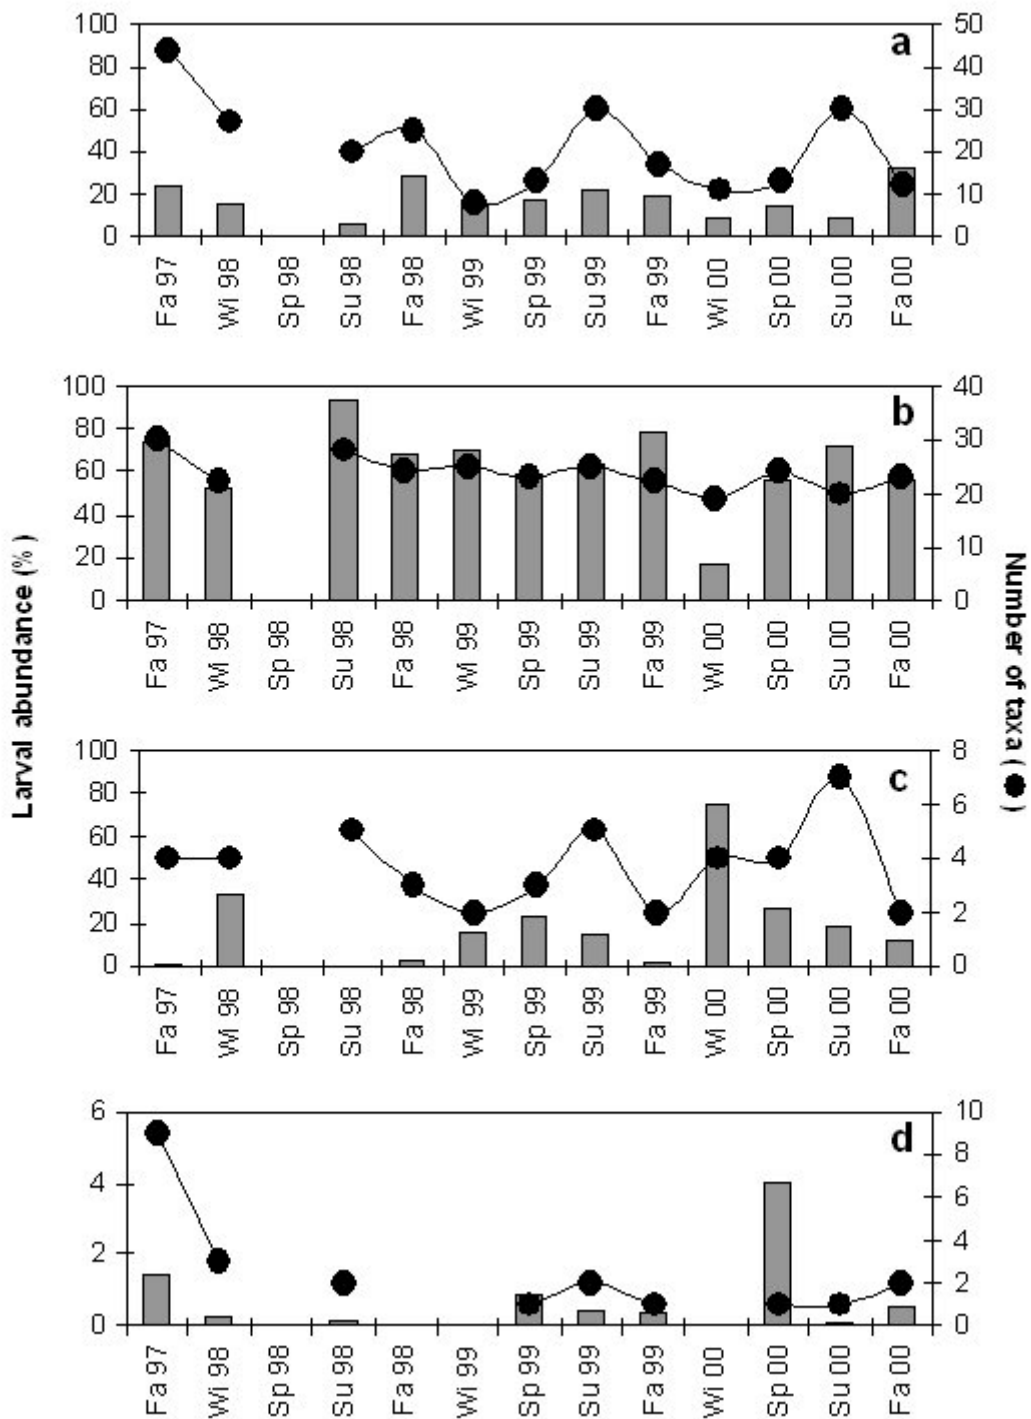 Larval abundance (%)
Number of taxa (●)
a
100
80
60
40
20
0
50
40
30
20
10
0
Fa 97
Wi 98
Sp 98
Su 98
Fa 98
Wi 99
Sp 99
Su 99
Fa 99
Wi 00
Sp 00
Su 00
Fa 00
b
100
80
60
40
20
0
40
30
20
10
0
Fa 97
Wi 98
Sp 98
Su 98
Fa 98
Wi 99
Sp 99
Su 99
Fa 99
Wi 00
Sp 00
Su 00
Fa 00
c
100
80
60
40
20
0
8
6
4
2
0
Fa 97
Wi 98
Sp 98
Su 98
Fa 98
Wi 99
Sp 99
Su 99
Fa 99
Wi 00
Sp 00
Su 00
Fa 00
d
6
4
2
0
10
8
6
4
2
0
Fa 97
Wi 98
Sp 98
Su 98
Fa 98
Wi 99
Sp 99
Su 99
Fa 99
Wi 00
Sp 00
Su 00
Fa 00